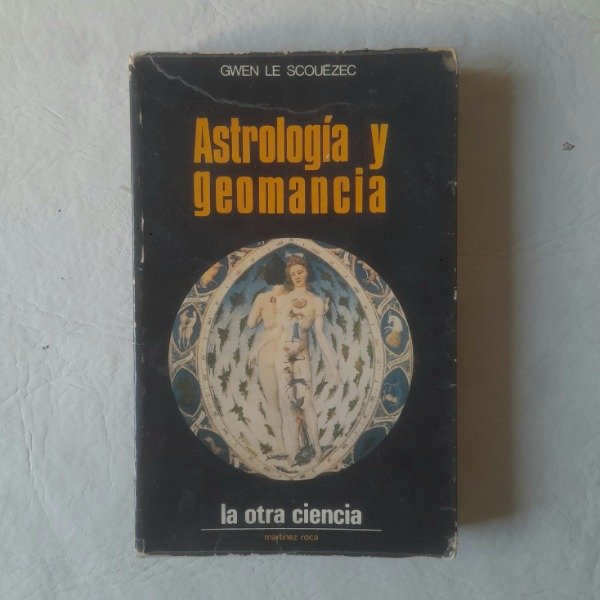 GWEN LE SCOUÉZEC
Astrología y
geomancia
la otra ciencia
martínez roca